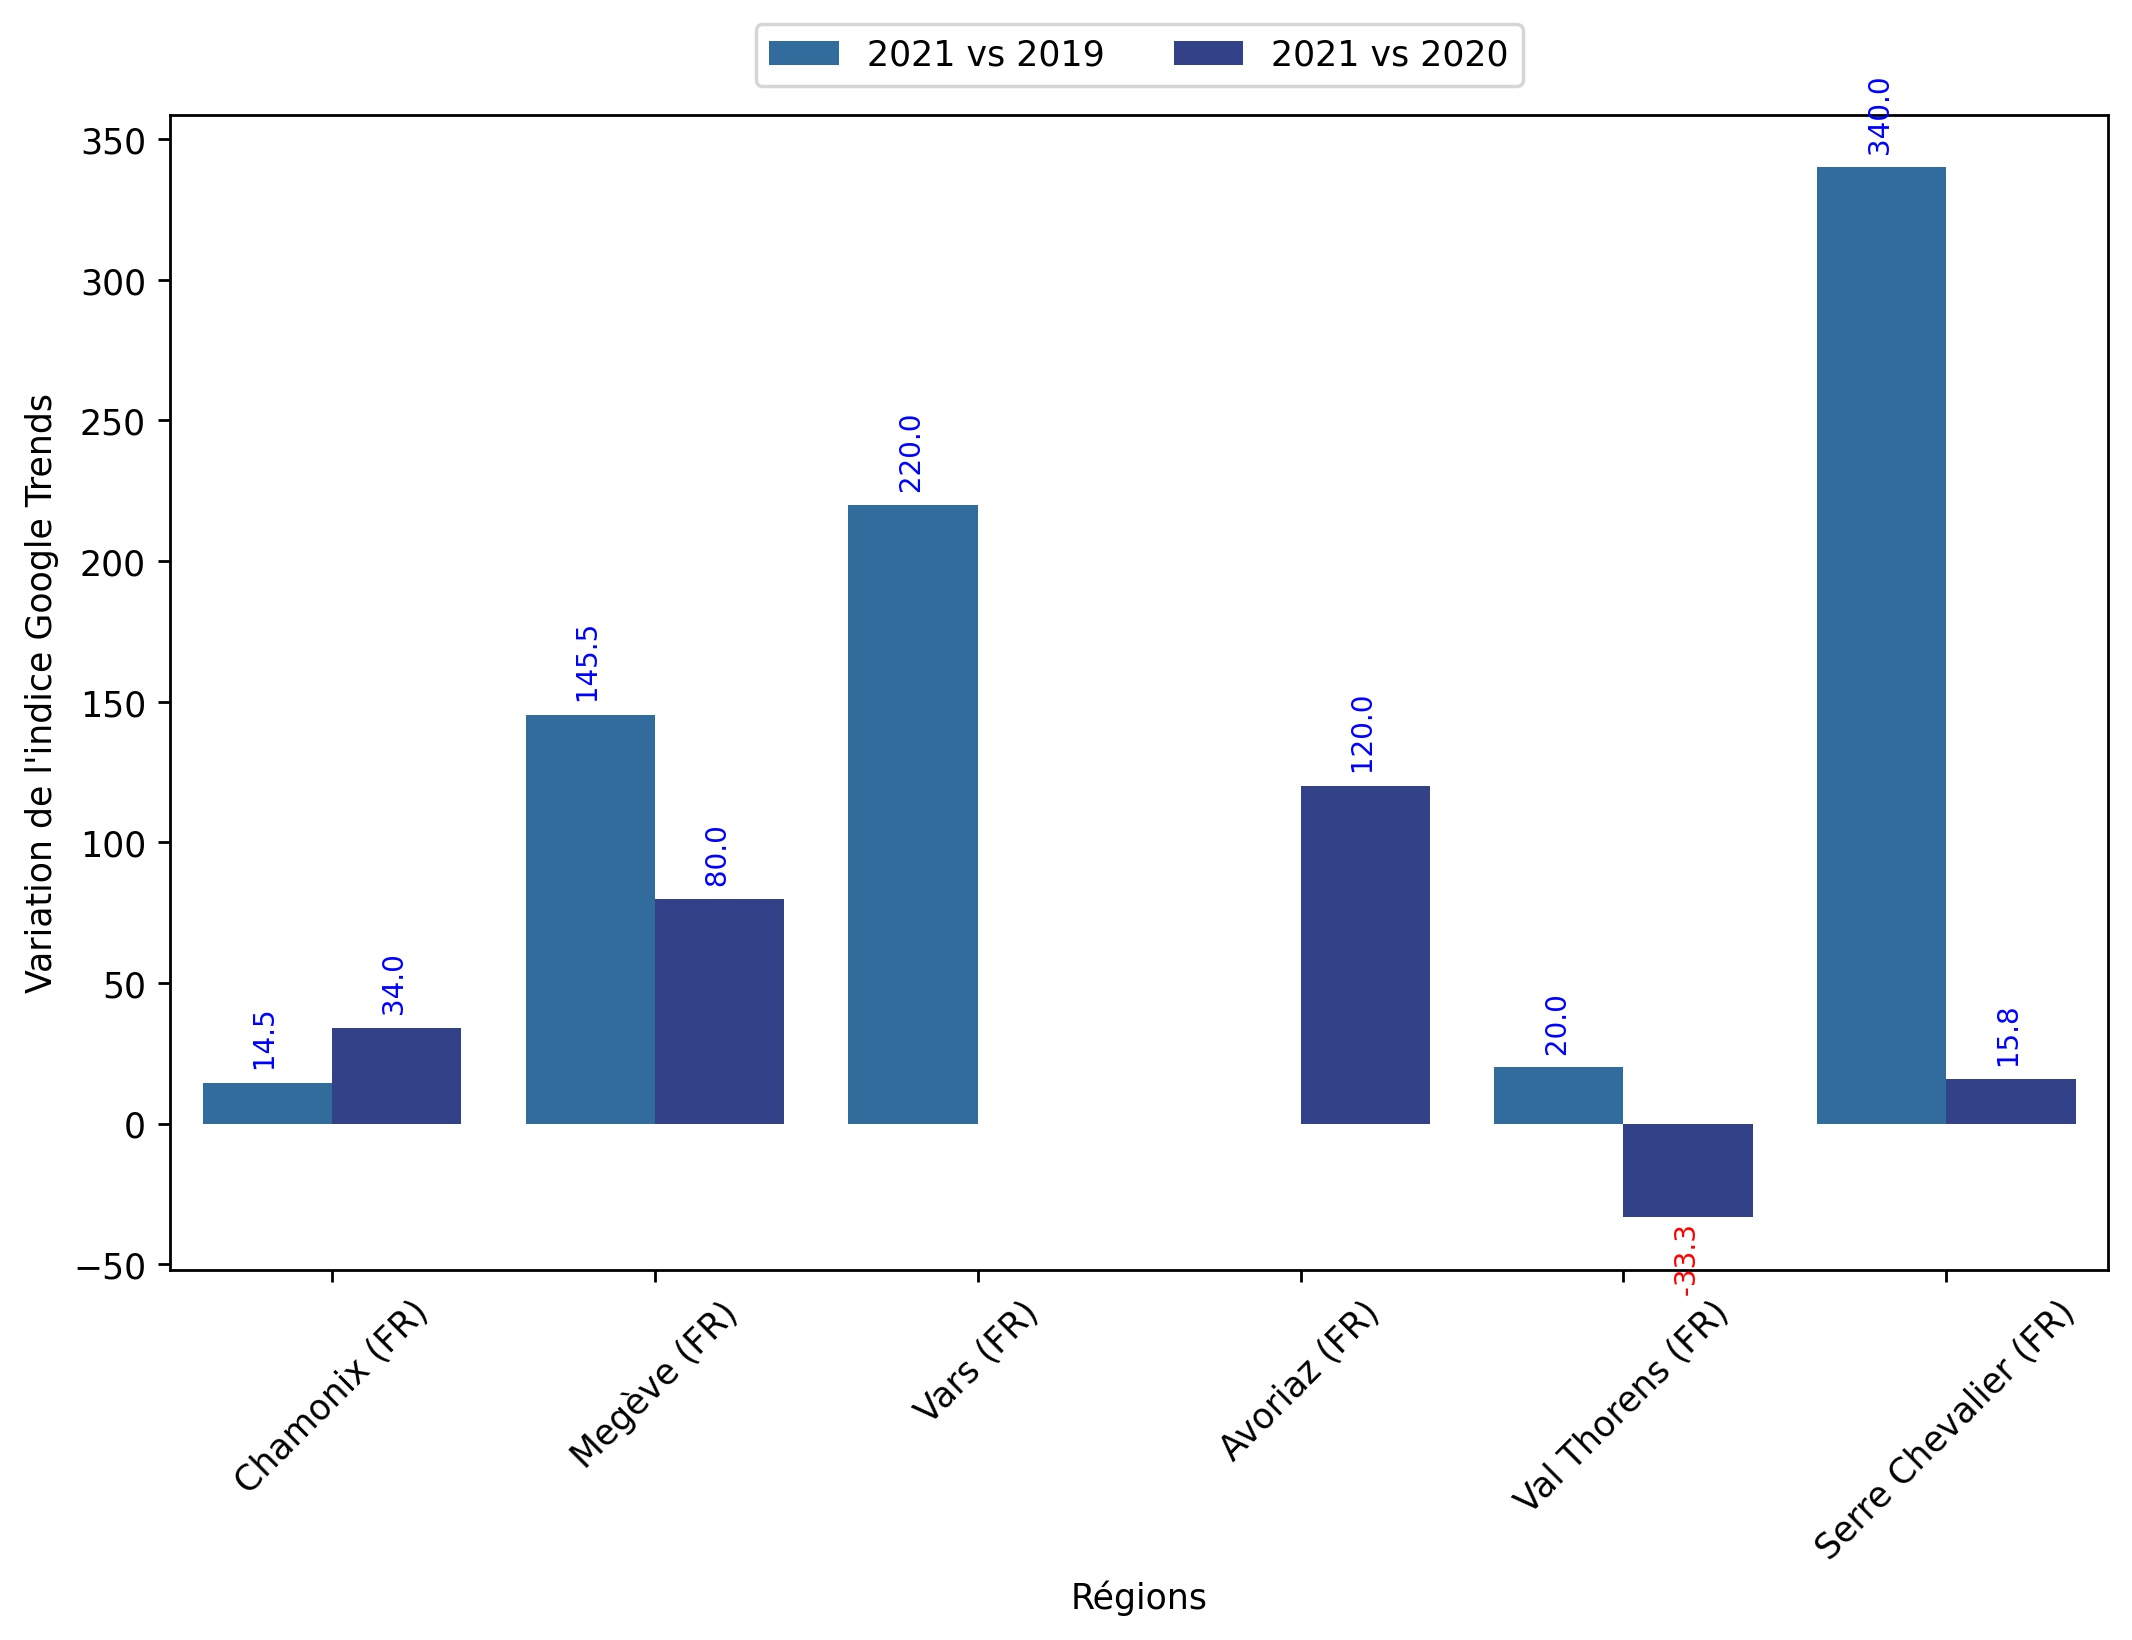 2021 vs 2019
2021 vs 2020
Variation de l'indice Google Trends
350
300
250
200
150
100
50
0
−50
14.5
34.0
145.5
80.0
220.0
120.0
20.0
-33.3
340.0
15.8
Chamonix (FR)
Megève (FR)
Vars (FR)
Avoriaz (FR)
Val Thorens (FR)
Serre Chevalier (FR)
Régions